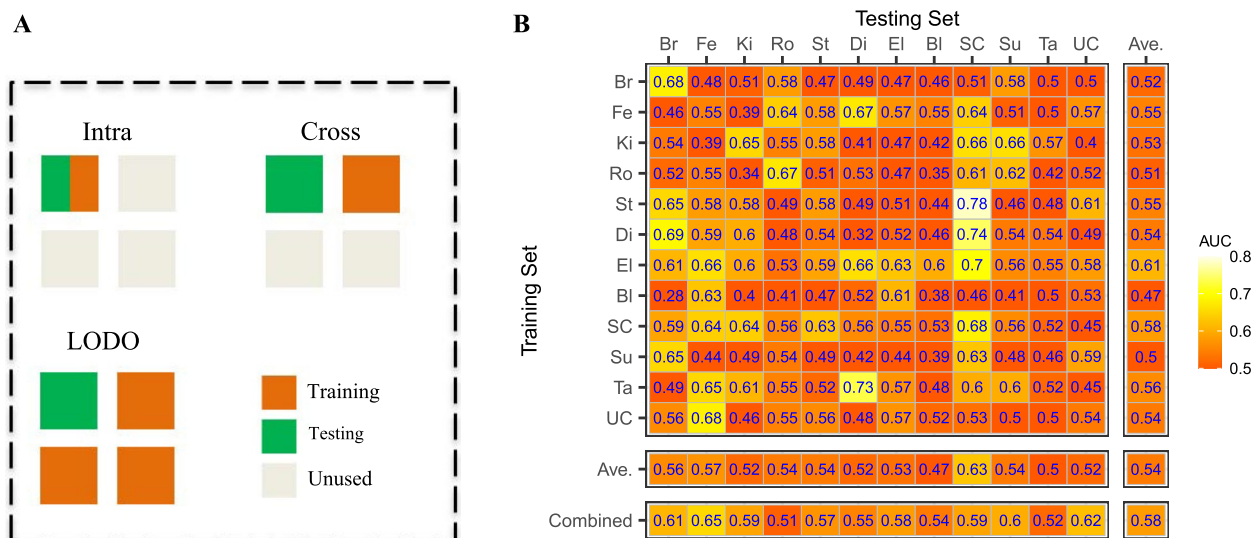 A
Intra
Cross
LODO
Training
Testing
Unused
B
Testing Set
Br Fe Ki Ro St Di El Bl SC Su Ta UC Ave.
Training Set
Br 0.68 0.48 0.51 0.58 0.47 0.49 0.47 0.46 0.51 0.58 0.5 0.5 0.52
Fe 0.46 0.55 0.39 0.64 0.58 0.67 0.57 0.55 0.64 0.51 0.5 0.57 0.55
Ki 0.54 0.39 0.65 0.55 0.58 0.41 0.47 0.42 0.66 0.66 0.57 0.4 0.53
Ro 0.52 0.55 0.34 0.67 0.51 0.53 0.47 0.35 0.61 0.62 0.42 0.52 0.51
St 0.65 0.58 0.58 0.49 0.58 0.49 0.51 0.44 0.78 0.46 0.48 0.61 0.55
Di 0.69 0.59 0.6 0.48 0.54 0.32 0.52 0.46 0.74 0.54 0.54 0.49 0.54
El 0.61 0.66 0.6 0.53 0.59 0.66 0.63 0.6 0.7 0.56 0.55 0.58 0.61
Bl 0.28 0.63 0.4 0.41 0.47 0.52 0.61 0.38 0.46 0.41 0.5 0.53 0.47
SC 0.59 0.64 0.64 0.56 0.63 0.56 0.55 0.53 0.68 0.56 0.52 0.45 0.58
Su 0.65 0.44 0.49 0.54 0.49 0.42 0.44 0.39 0.63 0.48 0.46 0.59 0.5
Ta 0.49 0.65 0.61 0.55 0.52 0.73 0.57 0.48 0.6 0.6 0.52 0.45 0.56
UC 0.56 0.68 0.46 0.55 0.56 0.48 0.57 0.52 0.53 0.5 0.5 0.54 0.54
Ave. 0.56 0.57 0.52 0.54 0.54 0.52 0.53 0.47 0.63 0.54 0.5 0.52 0.54
Combined 0.61 0.65 0.59 0.51 0.57 0.55 0.58 0.54 0.59 0.6 0.52 0.62 0.58
AUC
0.8
0.7
0.6
0.5